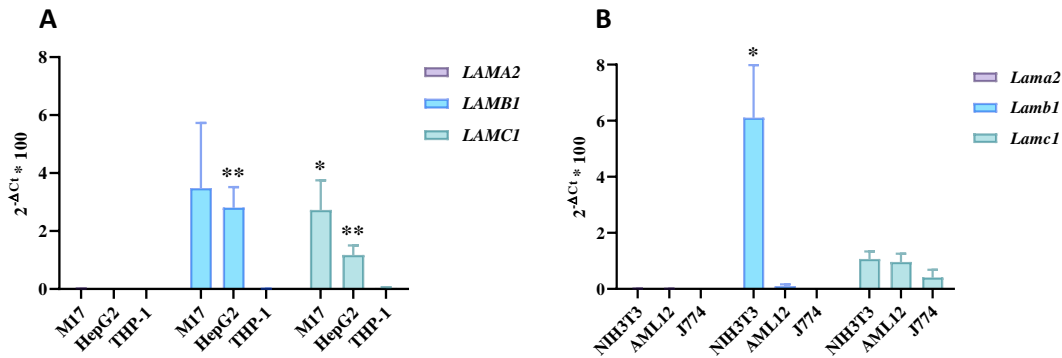 A
2^-ΔCt * 100
8
6
4
2
0
**
*
**
M17
HepG2
THP-1
M17
HepG2
THP-1
M17
HepG2
THP-1
LAMA2
LAMB1
LAMC1
B
2^-ΔCt * 100
8
6
4
2
0
*
NIH3T3
AML12
J774
NIH3T3
AML12
J774
NIH3T3
AML12
J774
Lama2
Lamb1
Lamc1